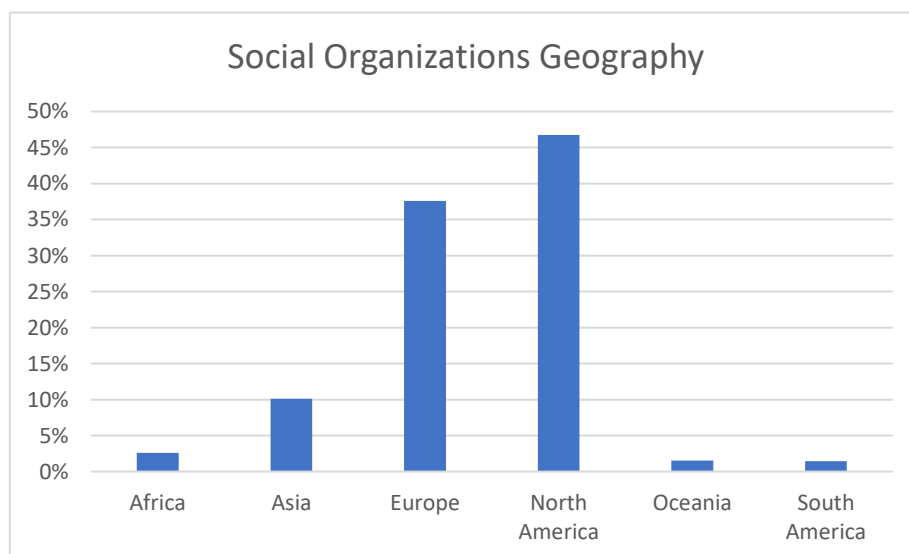 Social Organizations Geography
50%
45%
40%
35%
30%
25%
20%
15%
10%
5%
0%
Africa
Asia
Europe
North
America
Oceania
South
America